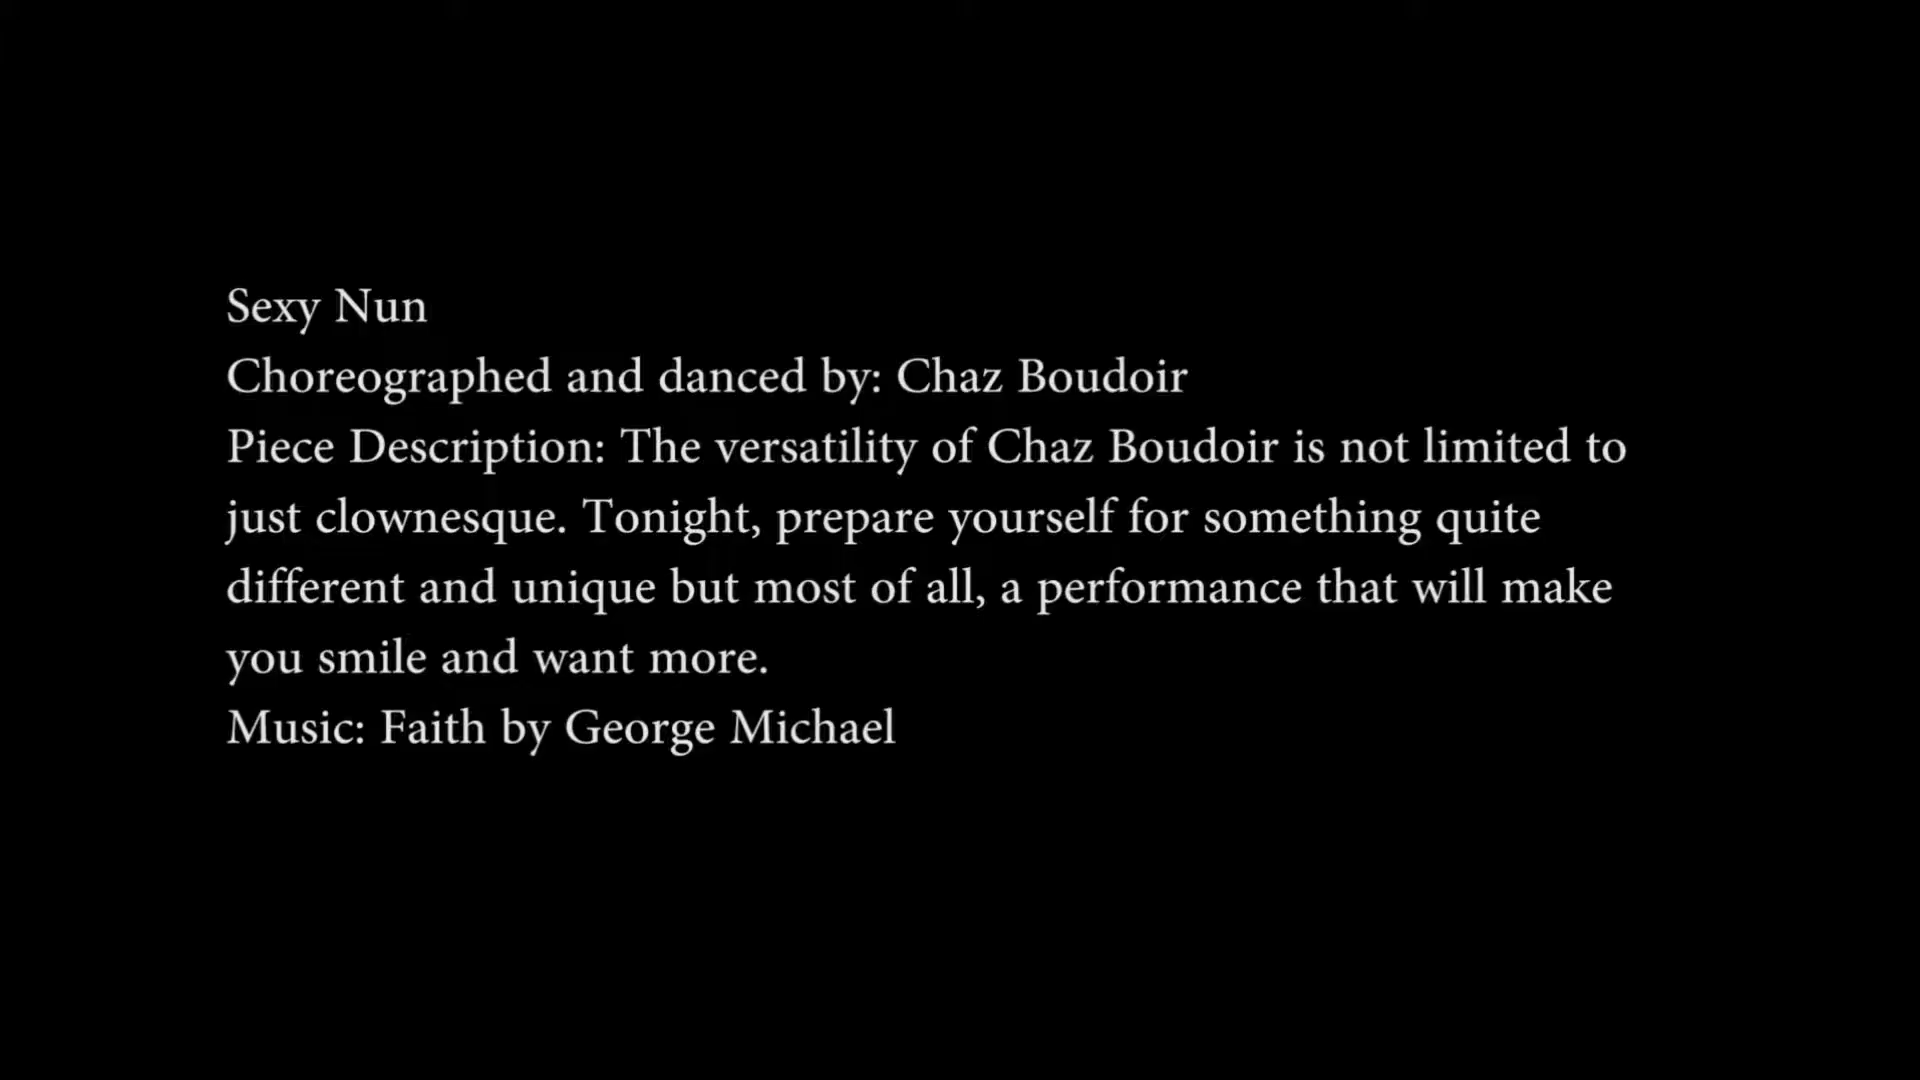 Sexy Nun
Choreographed and danced by: Chaz Boudoir
Piece Description: The versatility of Chaz Boudoir is not limited to
just clownesque. Tonight, prepare yourself for something quite
different and unique but most of all, a performance that will make
you smile and want more.
Music: Faith by George Michael